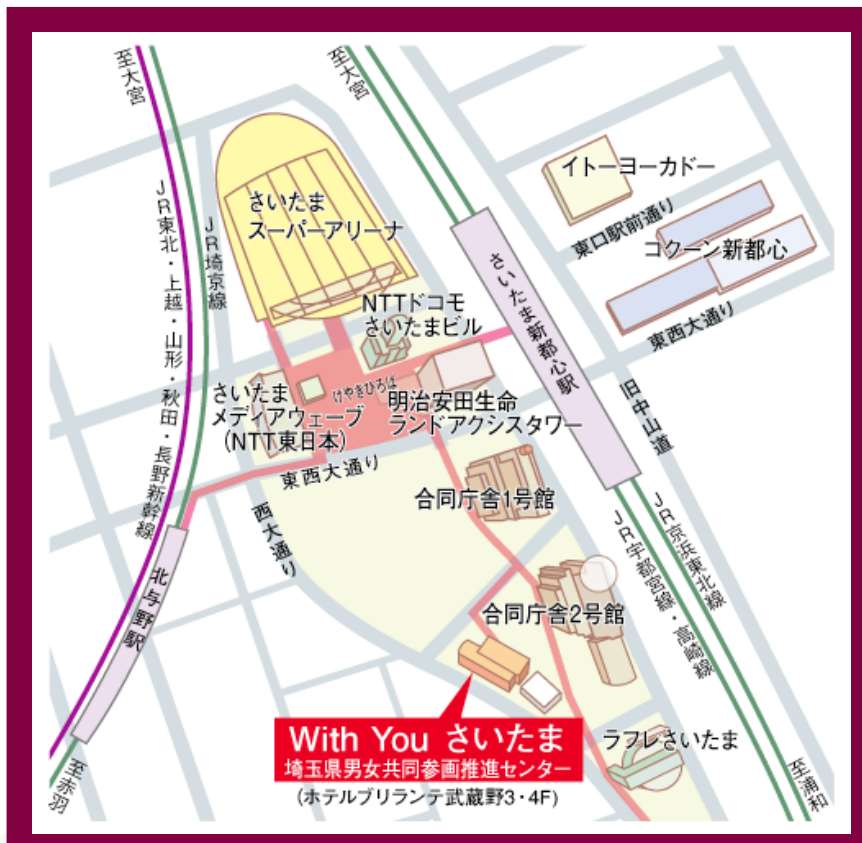 至大宮
至大宮
イトーヨーカドー
さいたま
スーパーアリーナ
東口駅前通り
コクーン新都心
JR東北・上越・山形・秋田・長野新幹線
JR埼京線
NTTドコモ
さいたまビル
さいたま新都心駅
東西大通り
さいたま
メディアウェーブ
(NTT東日本)
けやきひろば
明治安田生命
ランドアクシスタワー
旧中山道
東西大通り
合同庁舎1号館
西大通り
JR京浜東北線
JR宇都宮線・高崎線
北与野駅
合同庁舎2号館
With You さいたま
埼玉県男女共同参画推進センター
(ホテルブリランテ武蔵野3・4F)
ラフレさいたま
至赤羽
至浦和